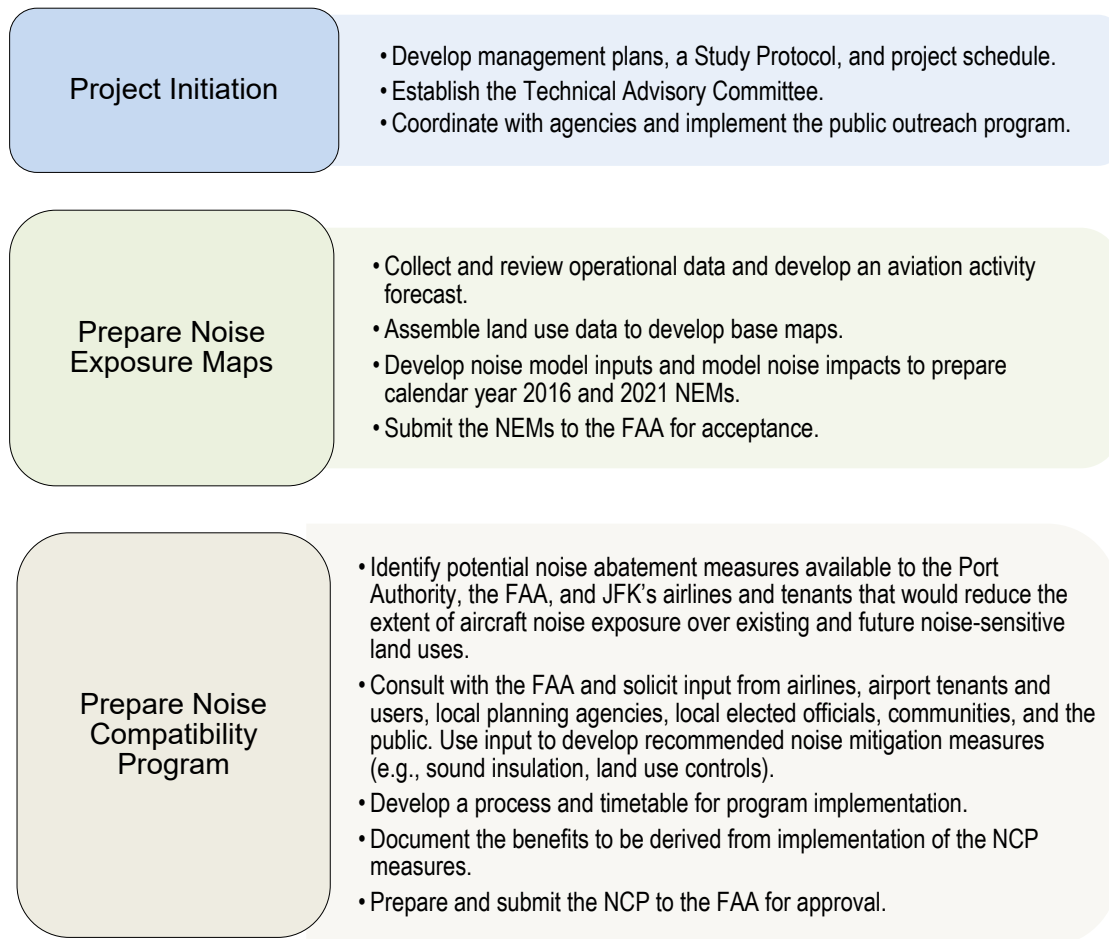 Project Initiation
• Develop management plans, a Study Protocol, and project schedule.
• Establish the Technical Advisory Committee.
• Coordinate with agencies and implement the public outreach program.
Prepare Noise
Exposure Maps
• Collect and review operational data and develop an aviation activity
forecast.
• Assemble land use data to develop base maps.
• Develop noise model inputs and model noise impacts to prepare
calendar year 2016 and 2021 NEMs.
• Submit the NEMs to the FAA for acceptance.
Prepare Noise
Compatibility
Program
• Identify potential noise abatement measures available to the Port
Authority, the FAA, and JFK's airlines and tenants that would reduce the
extent of aircraft noise exposure over existing and future noise-sensitive
land uses.
• Consult with the FAA and solicit input from airlines, airport tenants and
users, local planning agencies, local elected officials, communities, and the
public. Use input to develop recommended noise mitigation measures
(e.g., sound insulation, land use controls).
• Develop a process and timetable for program implementation.
• Document the benefits to be derived from implementation of the NCP
measures.
• Prepare and submit the NCP to the FAA for approval.